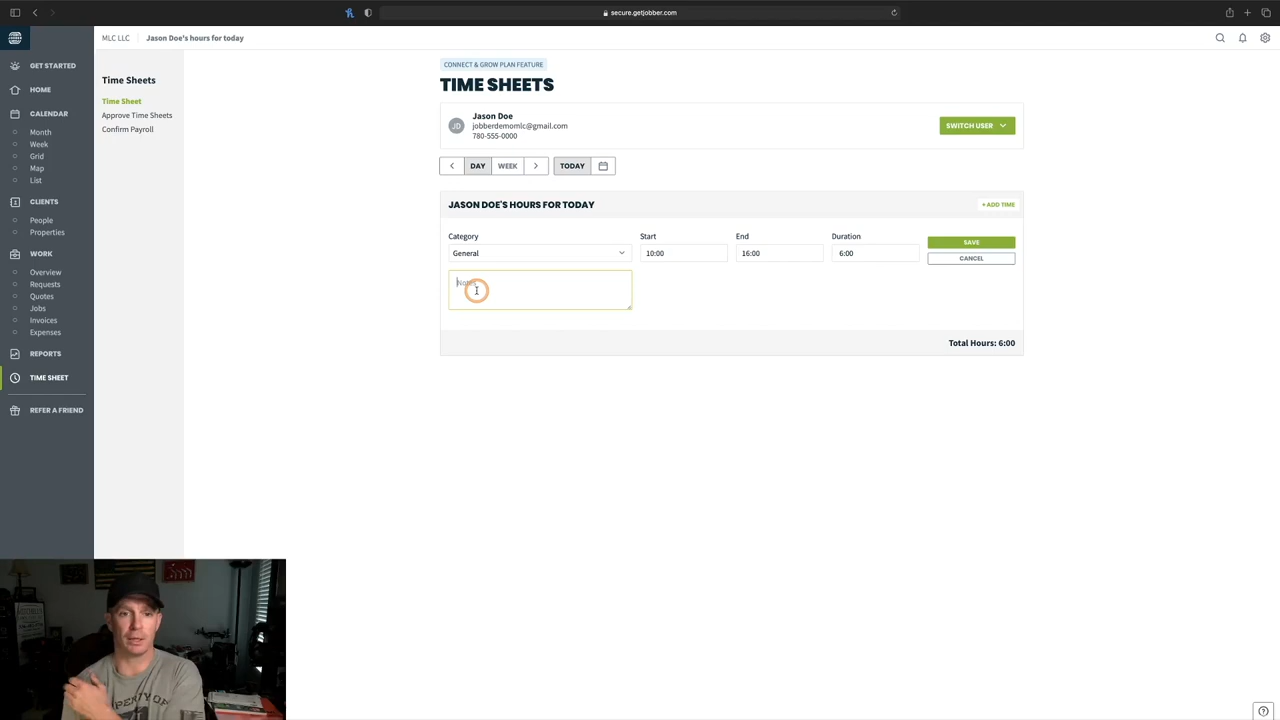 secure.getjobber.com
MLC LLC
Jason Doe's hours for today
GET STARTED
HOME
CALENDAR
Month
Week
Grid
Map
List
CLIENTS
People
Properties
WORK
Overview
Requests
Quotes
Jobs
Invoices
Expenses
REPORTS
TIME SHEET
REFER A FRIEND
Time Sheets
Time Sheet
Approve Time Sheets
Confirm Payroll
CONNECT & GROW PLAN FEATURE
TIME SHEETS
JD
Jason Doe
jobberdemomlc@gmail.com
780-555-0000
SWITCH USER
DAY WEEK TODAY
JASON DOE'S HOURS FOR TODAY
+ ADD TIME
Category Start End Duration
General 10:00 16:00 6:00
SAVE
CANCEL
Total Hours: 6:00